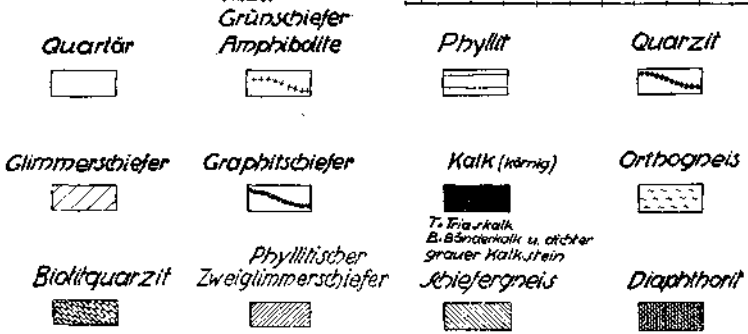 Grünschiefer
Quartär Amphibolite Phyllit Quarzit
Glimmerschiefer Graphitschiefer Kalk (körnig) Orthogneis
T. Triaskalk
B. Bänderkalk u. dichter
grauer Kalkstein
Biolitquarzit Phyllitischer
Zweiglimmerschiefer Schiefergneis Diaphthorit